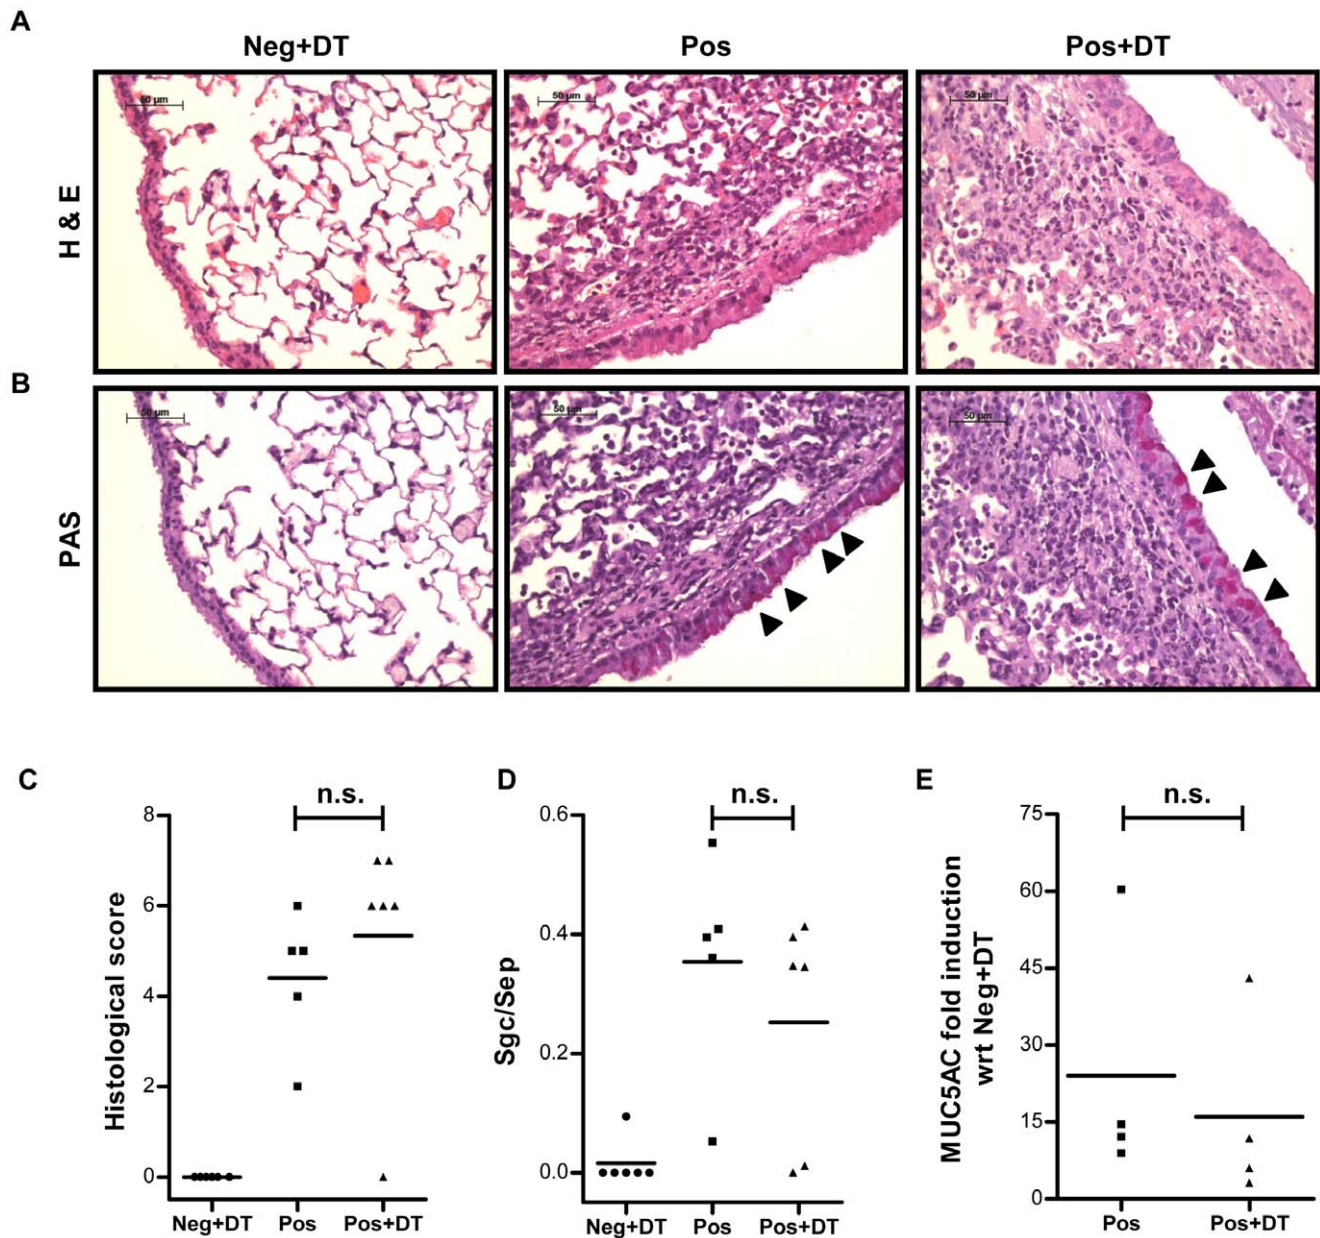 A
Neg+DT Pos Pos+DT
H & E
50 µm 50 µm 50 µm
B
PAS
50 µm 50 µm 50 µm
C
n.s.
Histological score
8
6
4
2
0
Neg+DT Pos Pos+DT
D
n.s.
Sgc/Sep
0.6
0.4
0.2
0.0
Neg+DT Pos Pos+DT
E
n.s.
MUC5AC fold induction
wrt Neg+DT
75
60
45
30
15
0
Pos Pos+DT